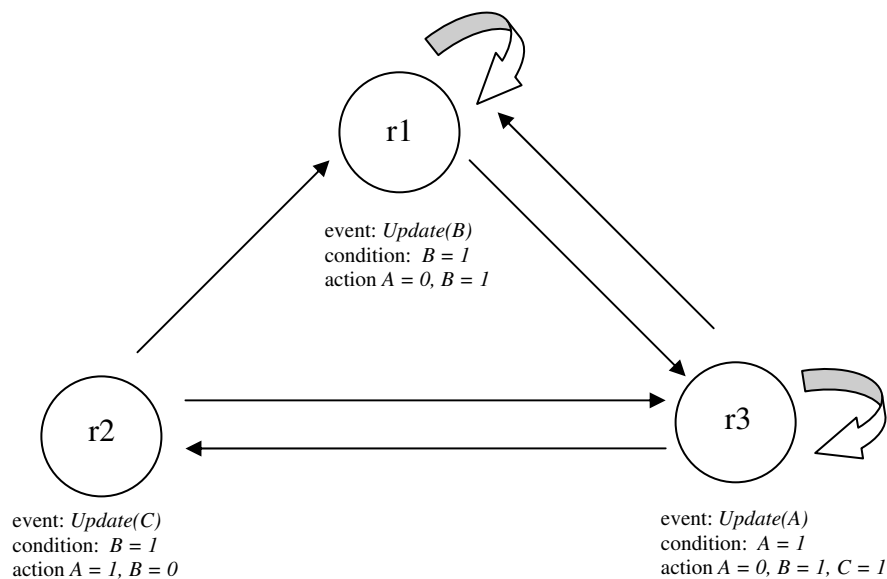 r1
event: Update(B)
condition: B = 1
action A = 0, B = 1
r2
event: Update(C)
condition: B = 1
action A = 1, B = 0
r3
event: Update(A)
condition: A = 1
action A = 0, B = 1, C = 1